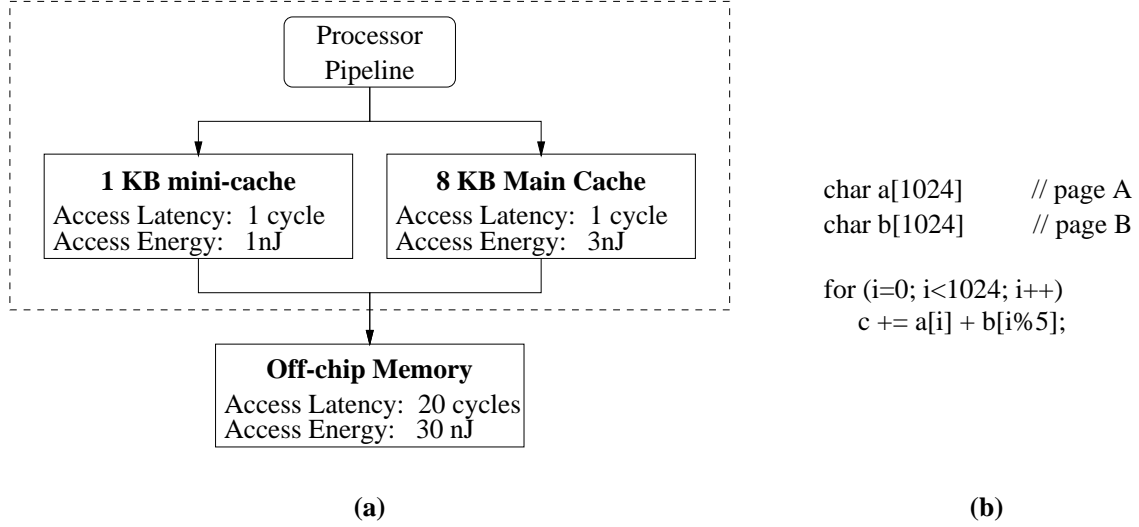 Processor
Pipeline
1 KB mini-cache
Access Latency: 1 cycle
Access Energy: 1nJ
8 KB Main Cache
Access Latency: 1 cycle
Access Energy: 3nJ
Off-chip Memory
Access Latency: 20 cycles
Access Energy: 30 nJ
(a)
char a[1024] // page A
char b[1024] // page B
for (i=0; i<1024; i++)
c += a[i] + b[i%5];
(b)